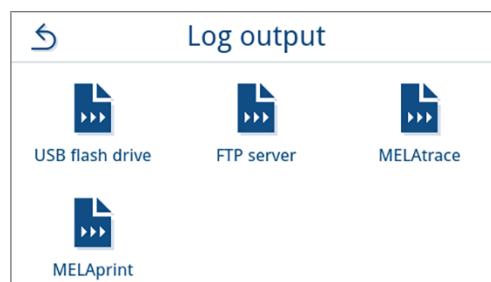 Log output
USB flash drive
FTP server
MELAtrace
MELAprint